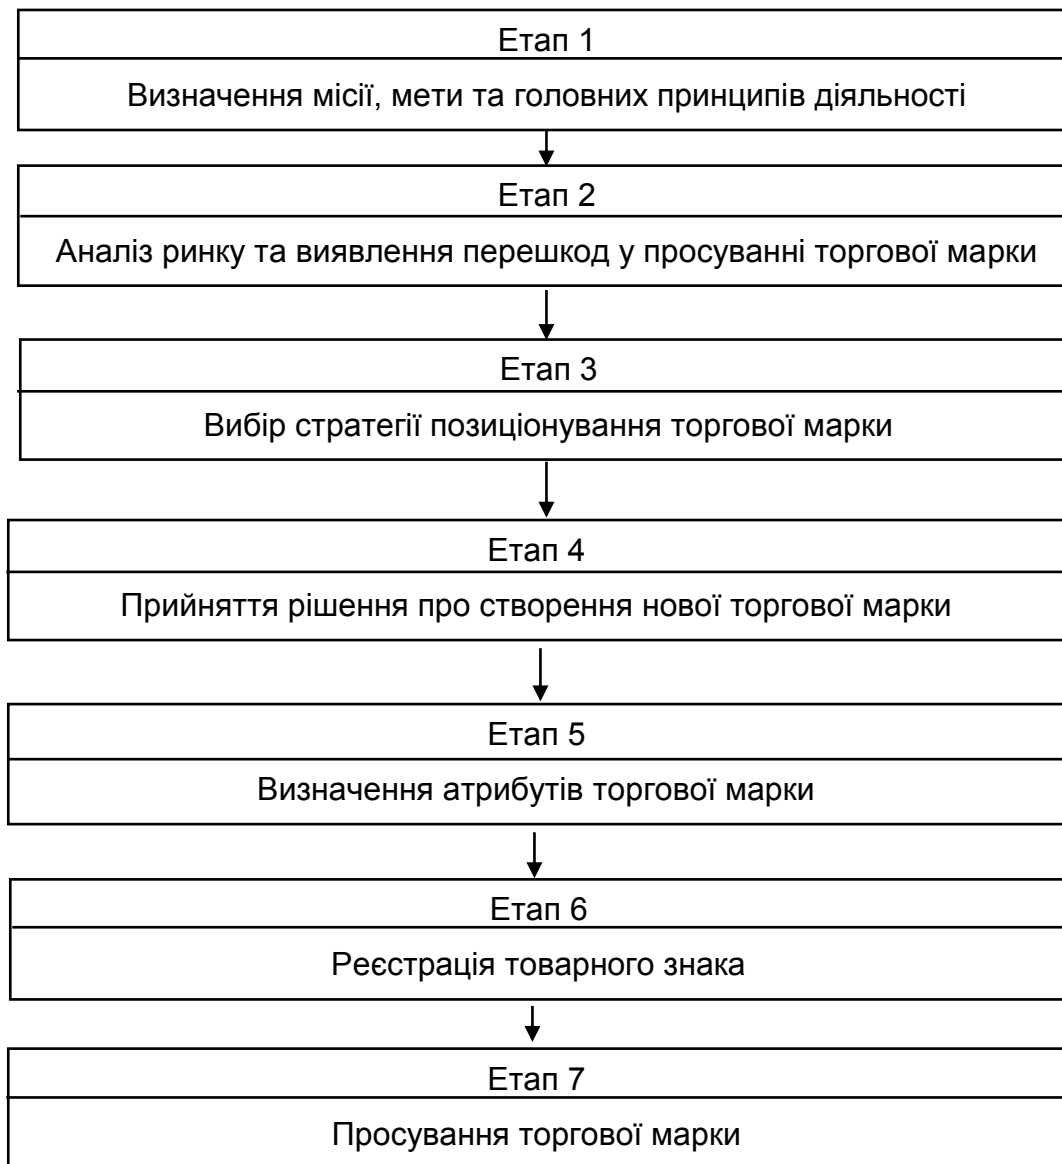 Етап 1
Визначення місії, мети та головних принципів діяльності
Етап 2
Аналіз ринку та виявлення перешкод у просуванні торгової марки
Етап 3
Вибір стратегії позиціонування торгової марки
Етап 4
Прийняття рішення про створення нової торгової марки
Етап 5
Визначення атрибутів торгової марки
Етап 6
Реєстрація товарного знака
Етап 7
Просування торгової марки